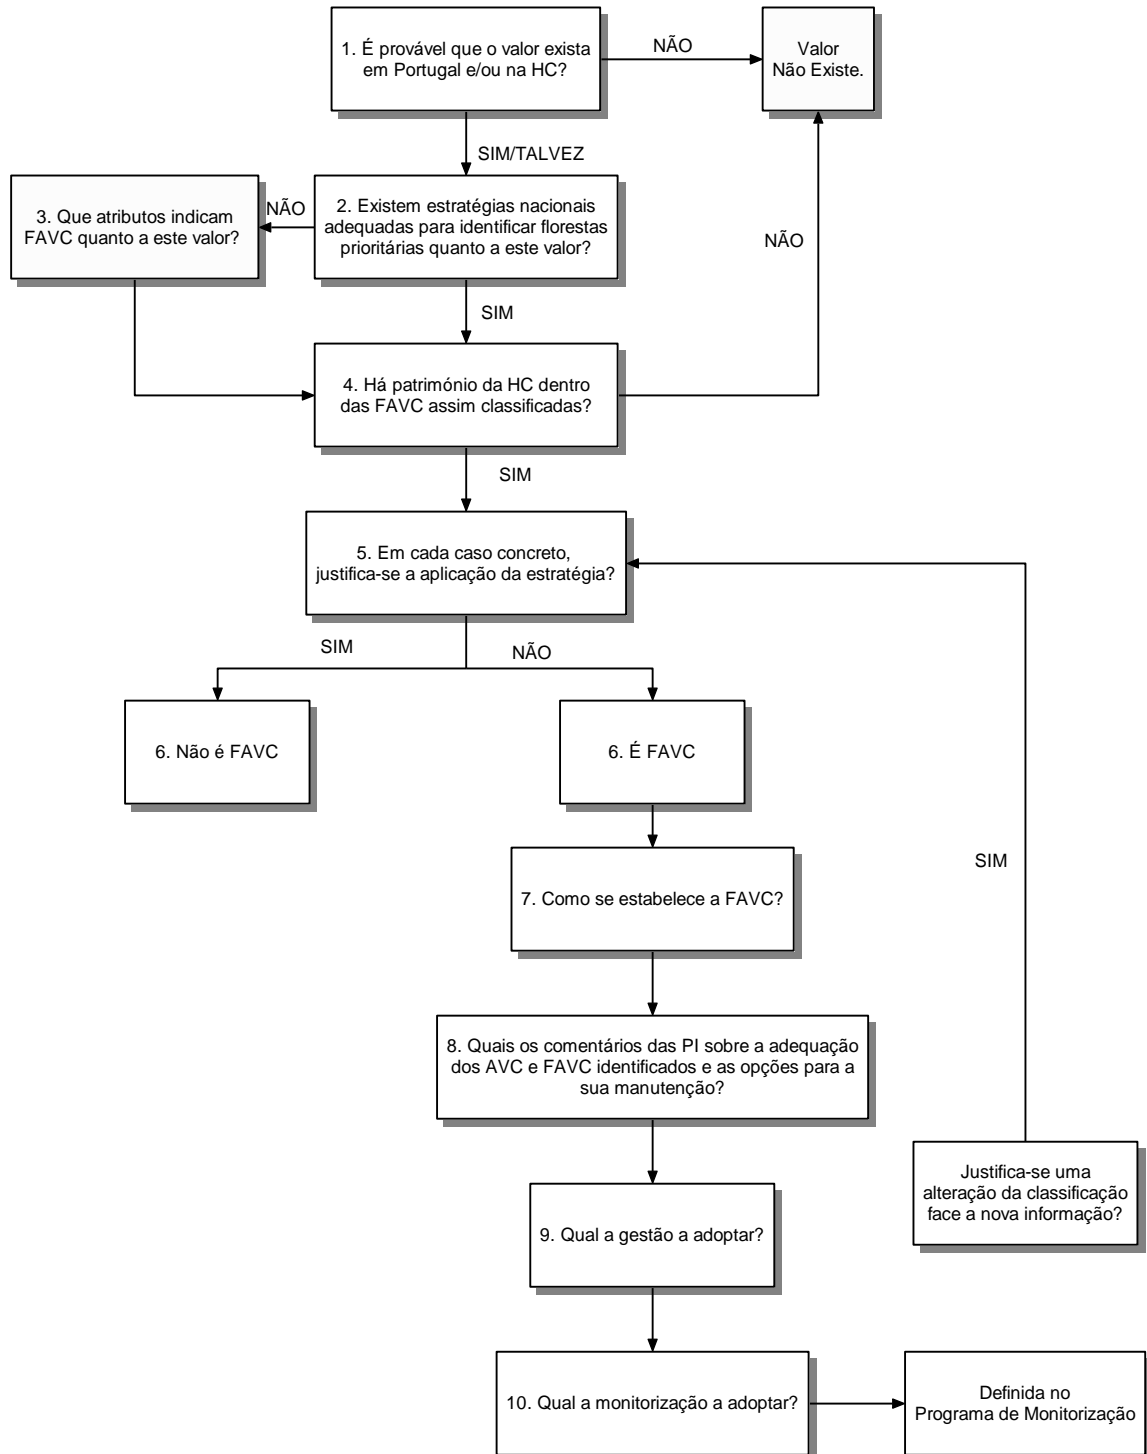 1. É provável que o valor exista
em Portugal e/ou na HC?
NÃO
Valor
Não Existe.
SIM/TALVEZ
3. Que atributos indicam
FAVC quanto a este valor?
NÃO
2. Existem estratégias nacionais
adequadas para identificar florestas
prioritárias quanto a este valor?
NÃO
SIM
4. Há património da HC dentro
das FAVC assim classificadas?
SIM
5. Em cada caso concreto,
justifica-se a aplicação da estratégia?
SIM
NÃO
6. Não é FAVC
6. É FAVC
7. Como se estabelece a FAVC?
SIM
8. Quais os comentários das PI sobre a adequação
dos AVC e FAVC identificados e as opções para a
sua manutenção?
Justifica-se uma
alteração da classificação
face a nova informação?
9. Qual a gestão a adoptar?
10. Qual a monitorização a adoptar?
Definida no
Programa de Monitorização